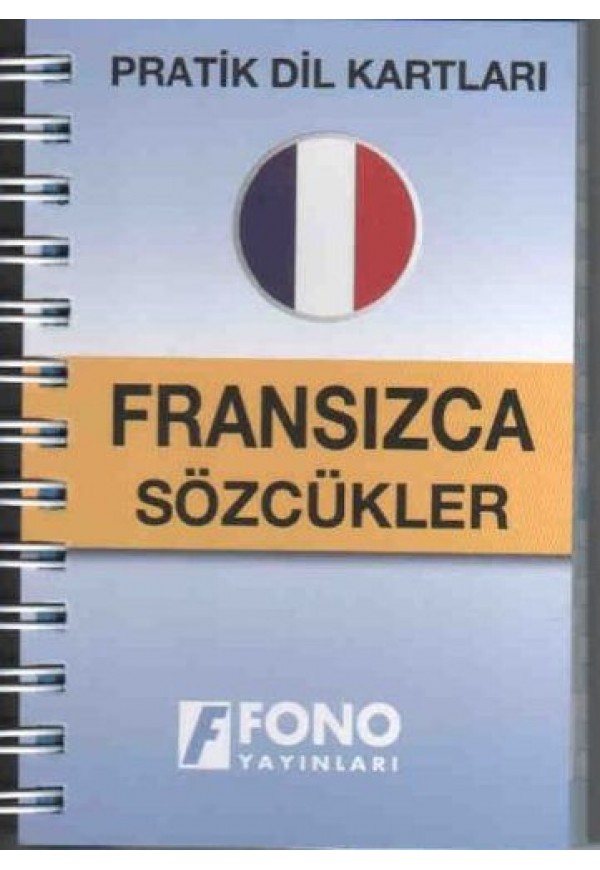 PRATİK DİL KARTLARI
FRANSIZCA
SÖZCÜKLER
FONO
YAYINLARI